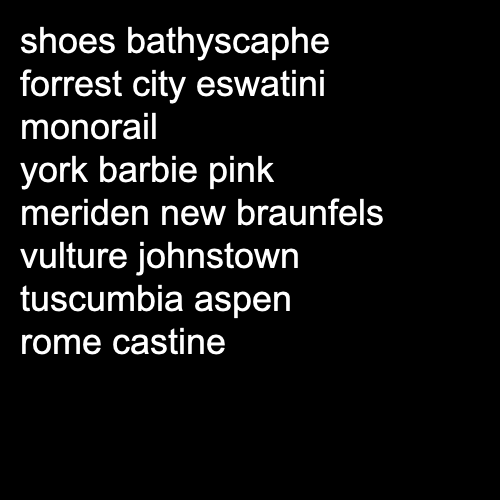 shoes bathyscaphe
forrest city eswatini
monorail
york barbie pink
meriden new braunfels
vulture johnstown
tuscumbia aspen
rome castine